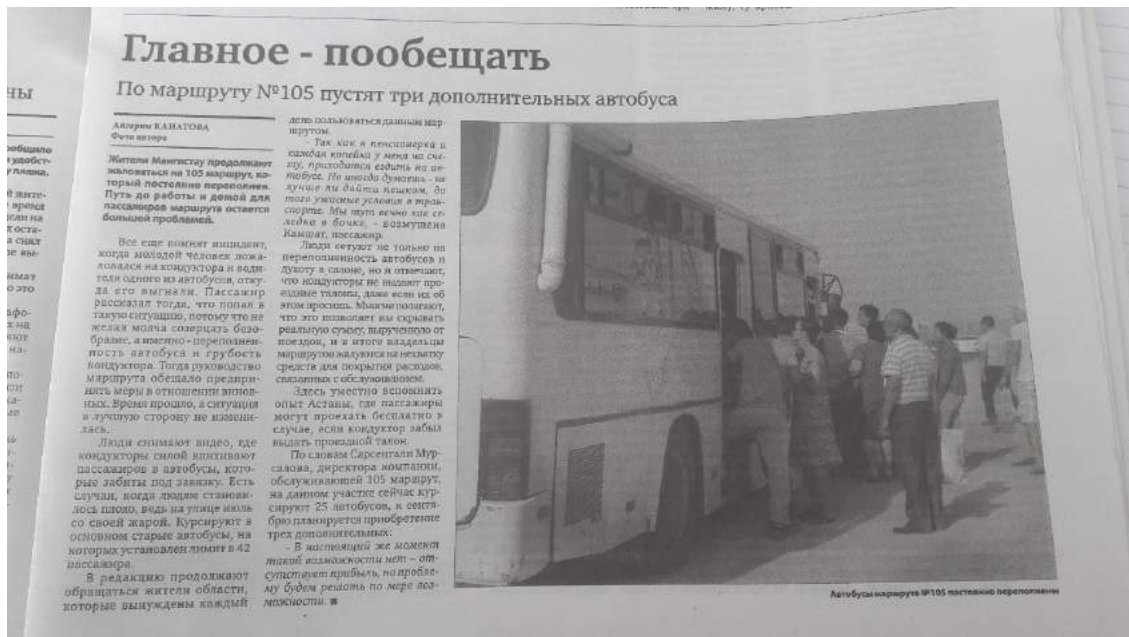 Главное - пообещать
По маршруту №105 пустят три дополнительных автобуса
Айгерим КАНАТОВА
Фото автора
Жители Мангистау продолжают
жаловаться на 105 маршрут, ко-
торый постоянно переполнен.
Путь до работы и домой для
пассажиров маршрута остается
большой проблемой.
Все еще помнят инцидент,
когда молодой человек пожа-
ловался на кондуктора и води-
теля одного из автобусов, отку-
да его выгнали. Пассажир
рассказал тогда, что попал в
такую ситуацию, потому что не
желал молча созерцать безо-
бразие, а именно - переполнен-
ность автобуса и грубость
кондуктора. Тогда руководство
маршрута обещало предпри-
нять меры в отношении винов-
ных. Время прошло, а ситуация
в лучшую сторону не измени-
лась.
Люди снимают видео, где
кондукторы силой впихивают
пассажиров в автобусы, кото-
рые забиты под завязку. Есть
случаи, когда людям станови-
лось плохо, ведь на улице июль
со своей жарой. Курсируют в
основном старые автобусы, на
которых установлен лимит в 42
пассажира.
В редакцию продолжают
обращаться жители области,
которые вынуждены каждый
день пользоваться данным мар-
шрутом.
- Так как я пенсионерка и
каждая копейка у меня на сче-
ту, приходится ездить на ав-
тобусе. Но иногда думаешь - не
лучше ли дойти пешком, до
того ужасные условия в тран-
спорте. Мы тут вечно как се-
ледки в бочке, - возмущена
Камшат, пассажир.
Люди сетуют не только на
переполненность автобусов и
духоту в салоне, но и отмечают,
что кондукторы не выдают про-
ездные талоны, даже если их об
этом просишь. Многие полагают,
что это позволяет им скрывать
реальную сумму, вырученную от
поездок, и в итоге владельцы
маршрутов жалуются на нехватку
средств для покрытия расходов,
связанных с обслуживанием.
Здесь уместно вспомнить
опыт Астаны, где пассажиры
могут проехать бесплатно в
случае, если кондуктор забыл
выдать проездной талон.
По словам Сарсенгали Мур-
салова, директора компании,
обслуживающей 105 маршрут,
на данном участке сейчас кур-
сируют 25 автобусов, к сентя-
брю планируется приобретение
трех дополнительных:
- В настоящий же момент
такой возможности нет – от-
сутствует прибыль, но пробле-
му будем решать по мере воз-
можности.
Автобусы маршрута №105 постоянно переполнены